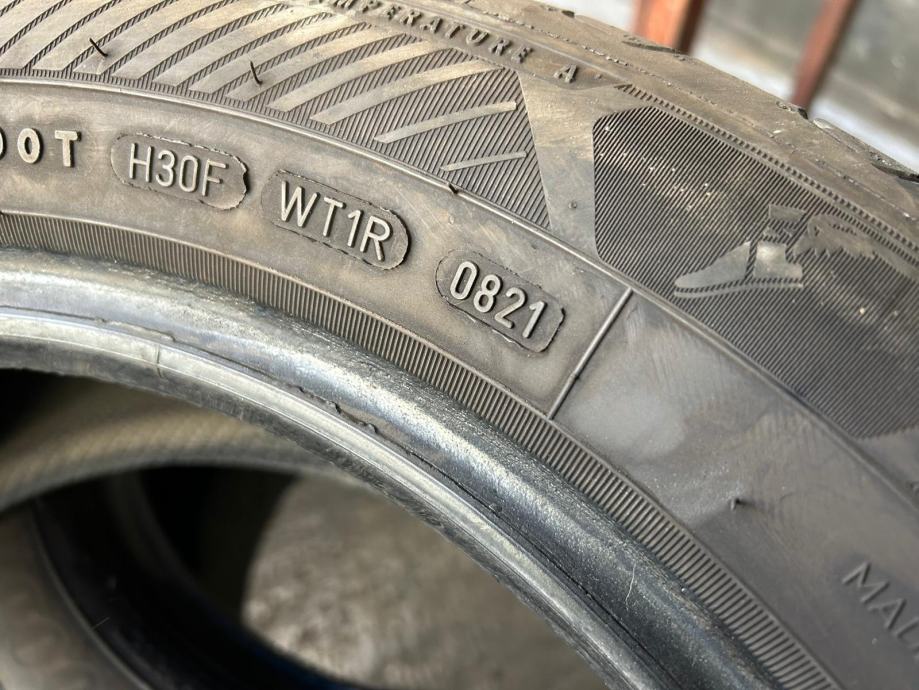 TEMPERATURE A
DOT H30F WT1R 0821